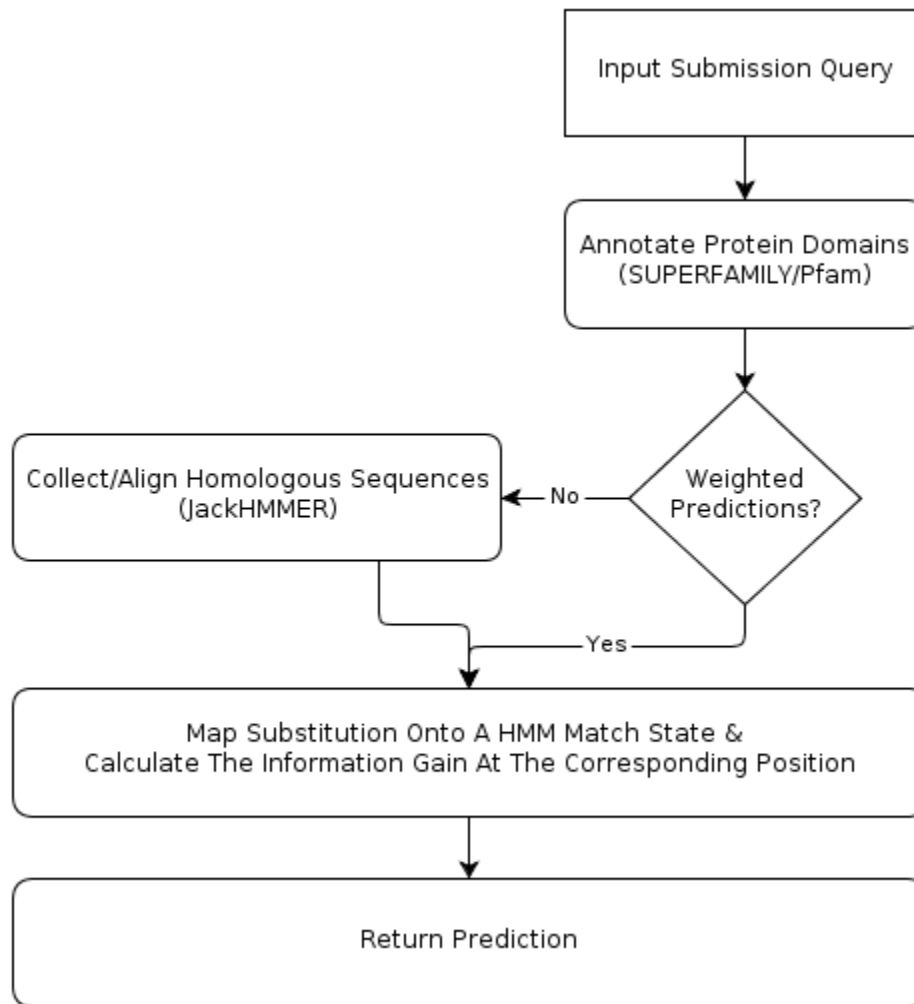 Input Submission Query
Annotate Protein Domains
(SUPERFAMILY/Pfam)
Weighted
Predictions?
No
Collect/Align Homologous Sequences
(JackHMMER)
Yes
Map Substitution Onto A HMM Match State &
Calculate The Information Gain At The Corresponding Position
Return Prediction